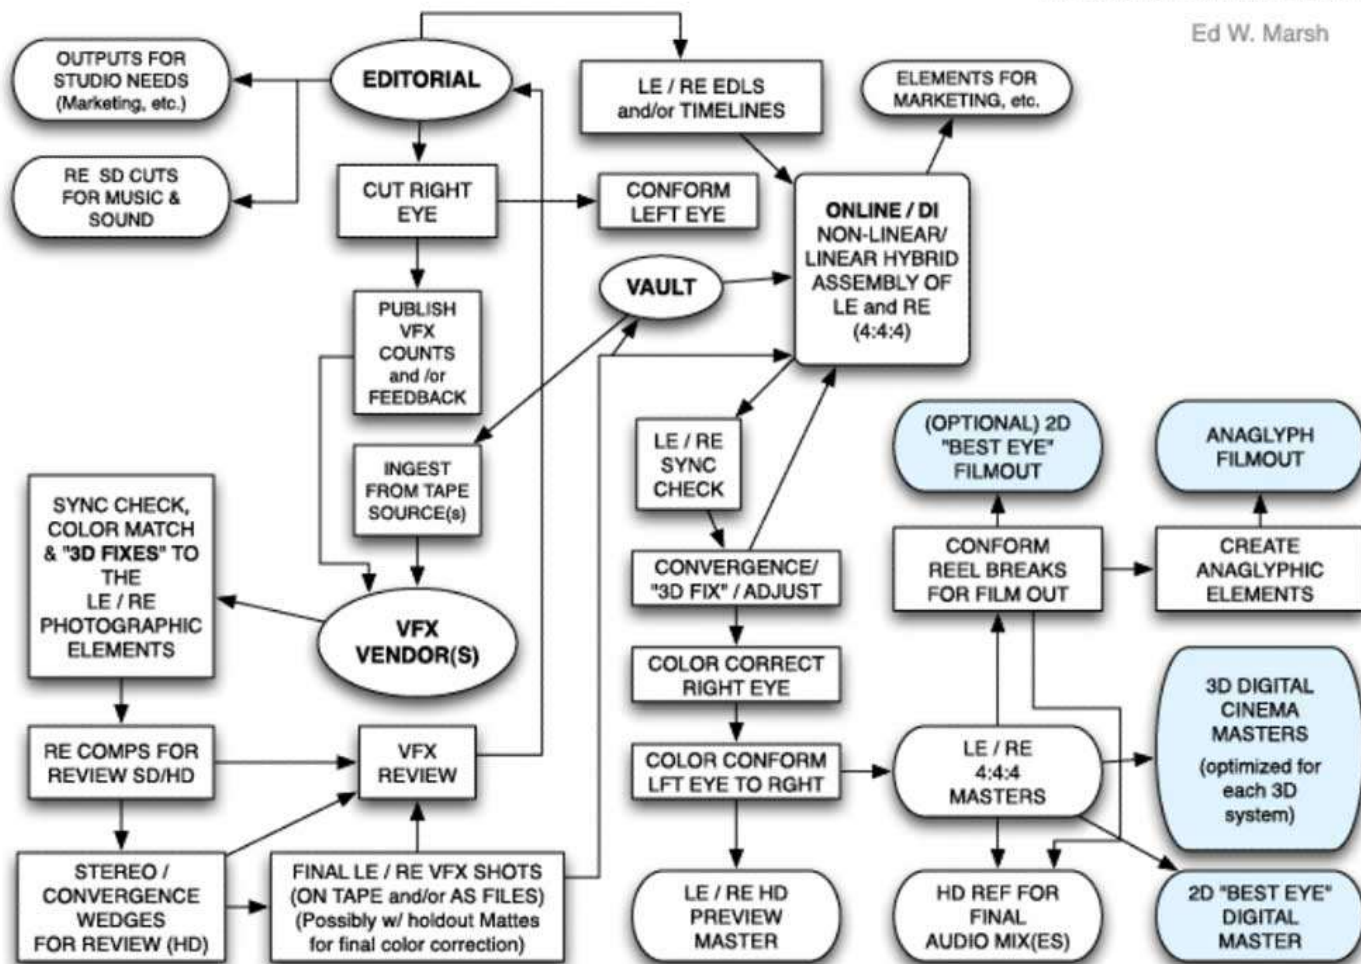 Ed W. Marsh
OUTPUTS FOR
STUDIO NEEDS
(Marketing, etc.)
EDITORIAL
LE / RE EDLS
and/or TIMELINES
ELEMENTS FOR
MARKETING, etc.
RE SD CUTS
FOR MUSIC &
SOUND
CUT RIGHT
EYE
CONFORM
LEFT EYE
ONLINE / DI
NON-LINEAR/
LINEAR HYBRID
ASSEMBLY OF
LE and RE
(4:4:4)
VAULT
PUBLISH
VFX
COUNTS
and /or
FEEDBACK
INGEST
FROM TAPE
SOURCE(s)
LE / RE
SYNC
CHECK
(OPTIONAL) 2D
"BEST EYE"
FILMOUT
ANAGLYPH
FILMOUT
SYNC CHECK,
COLOR MATCH
& "3D FIXES" TO
THE
LE / RE
PHOTOGRAPHIC
ELEMENTS
VFX
VENDOR(S)
CONVERGENCE/
"3D FIX" / ADJUST
CONFORM
REEL BREAKS
FOR FILM OUT
CREATE
ANAGLYPHIC
ELEMENTS
COLOR CORRECT
RIGHT EYE
3D DIGITAL
CINEMA
MASTERS
(optimized for
each 3D
system)
RE COMPS FOR
REVIEW SD/HD
VFX
REVIEW
COLOR CONFORM
LFT EYE TO RGHT
LE / RE
4:4:4
MASTERS
STEREO /
CONVERGENCE
WEDGES
FOR REVIEW (HD)
FINAL LE / RE VFX SHOTS
(ON TAPE and/or AS FILES)
(Possibly w/ holdout Mattes
for final color correction)
LE / RE HD
PREVIEW
MASTER
HD REF FOR
FINAL
AUDIO MIX(ES)
2D "BEST EYE"
DIGITAL
MASTER